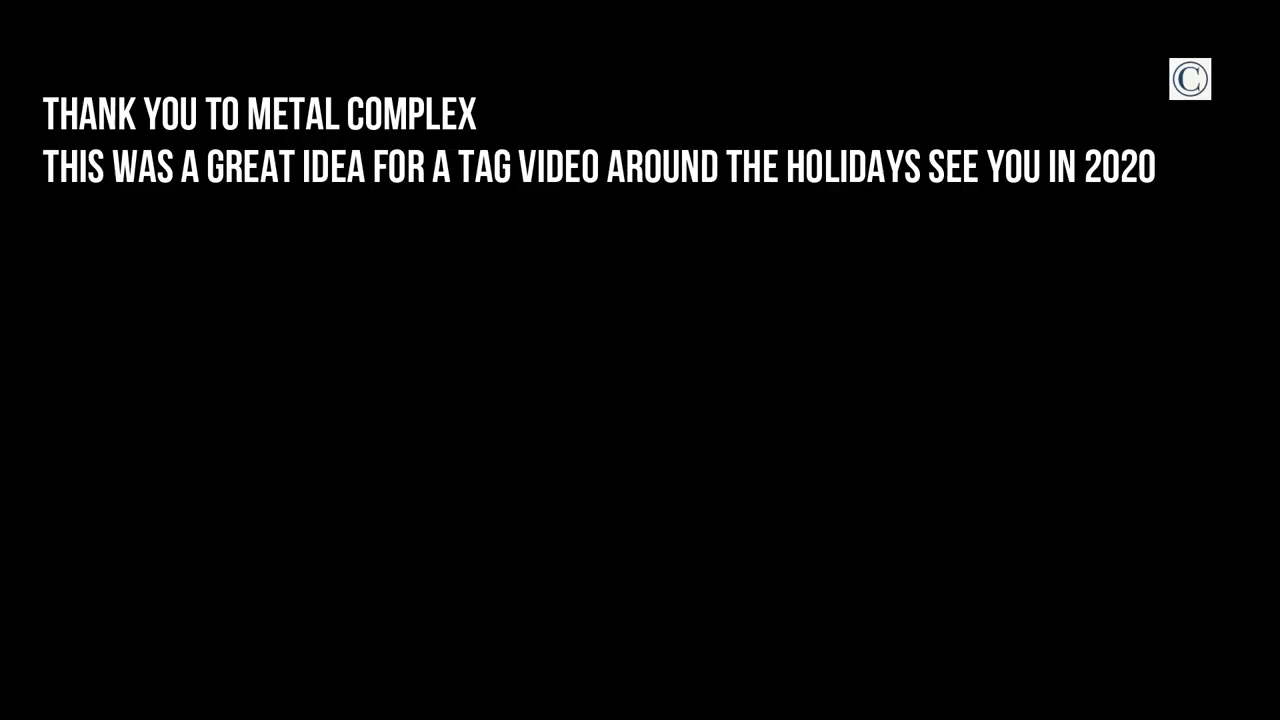 THANK YOU TO METAL COMPLEX
THIS WAS A GREAT IDEA FOR A TAG VIDEO AROUND THE HOLIDAYS SEE YOU IN 2020
©